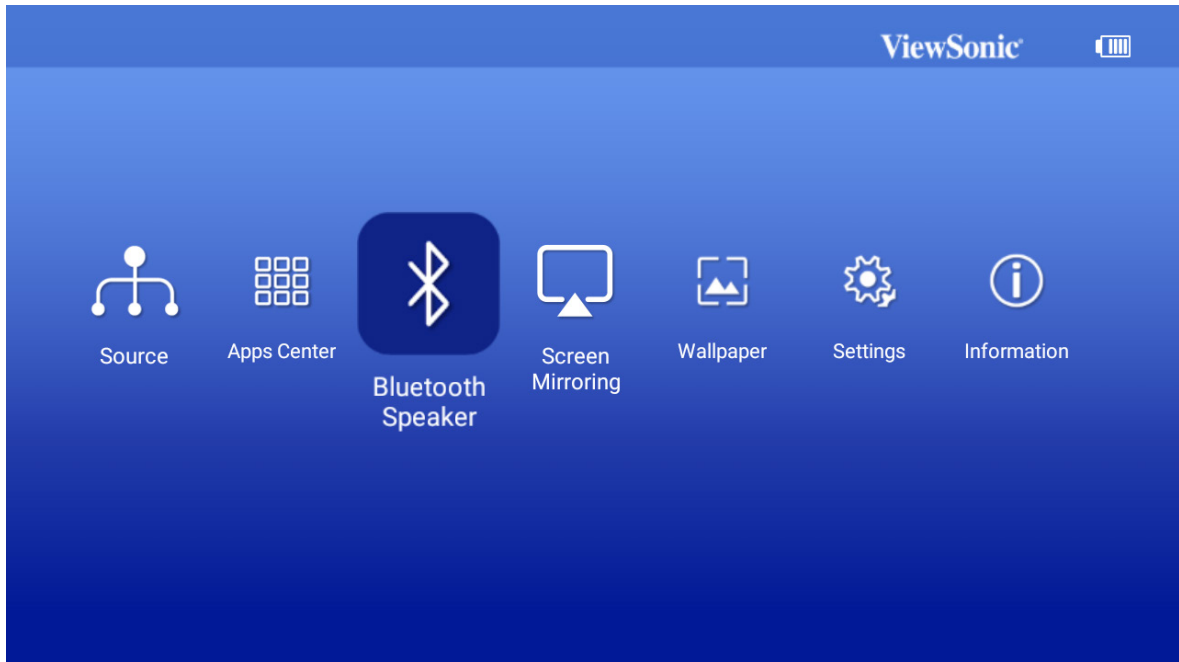 ViewSonic®
Source
Apps Center
Bluetooth
Speaker
Screen
Mirroring
Wallpaper
Settings
Information